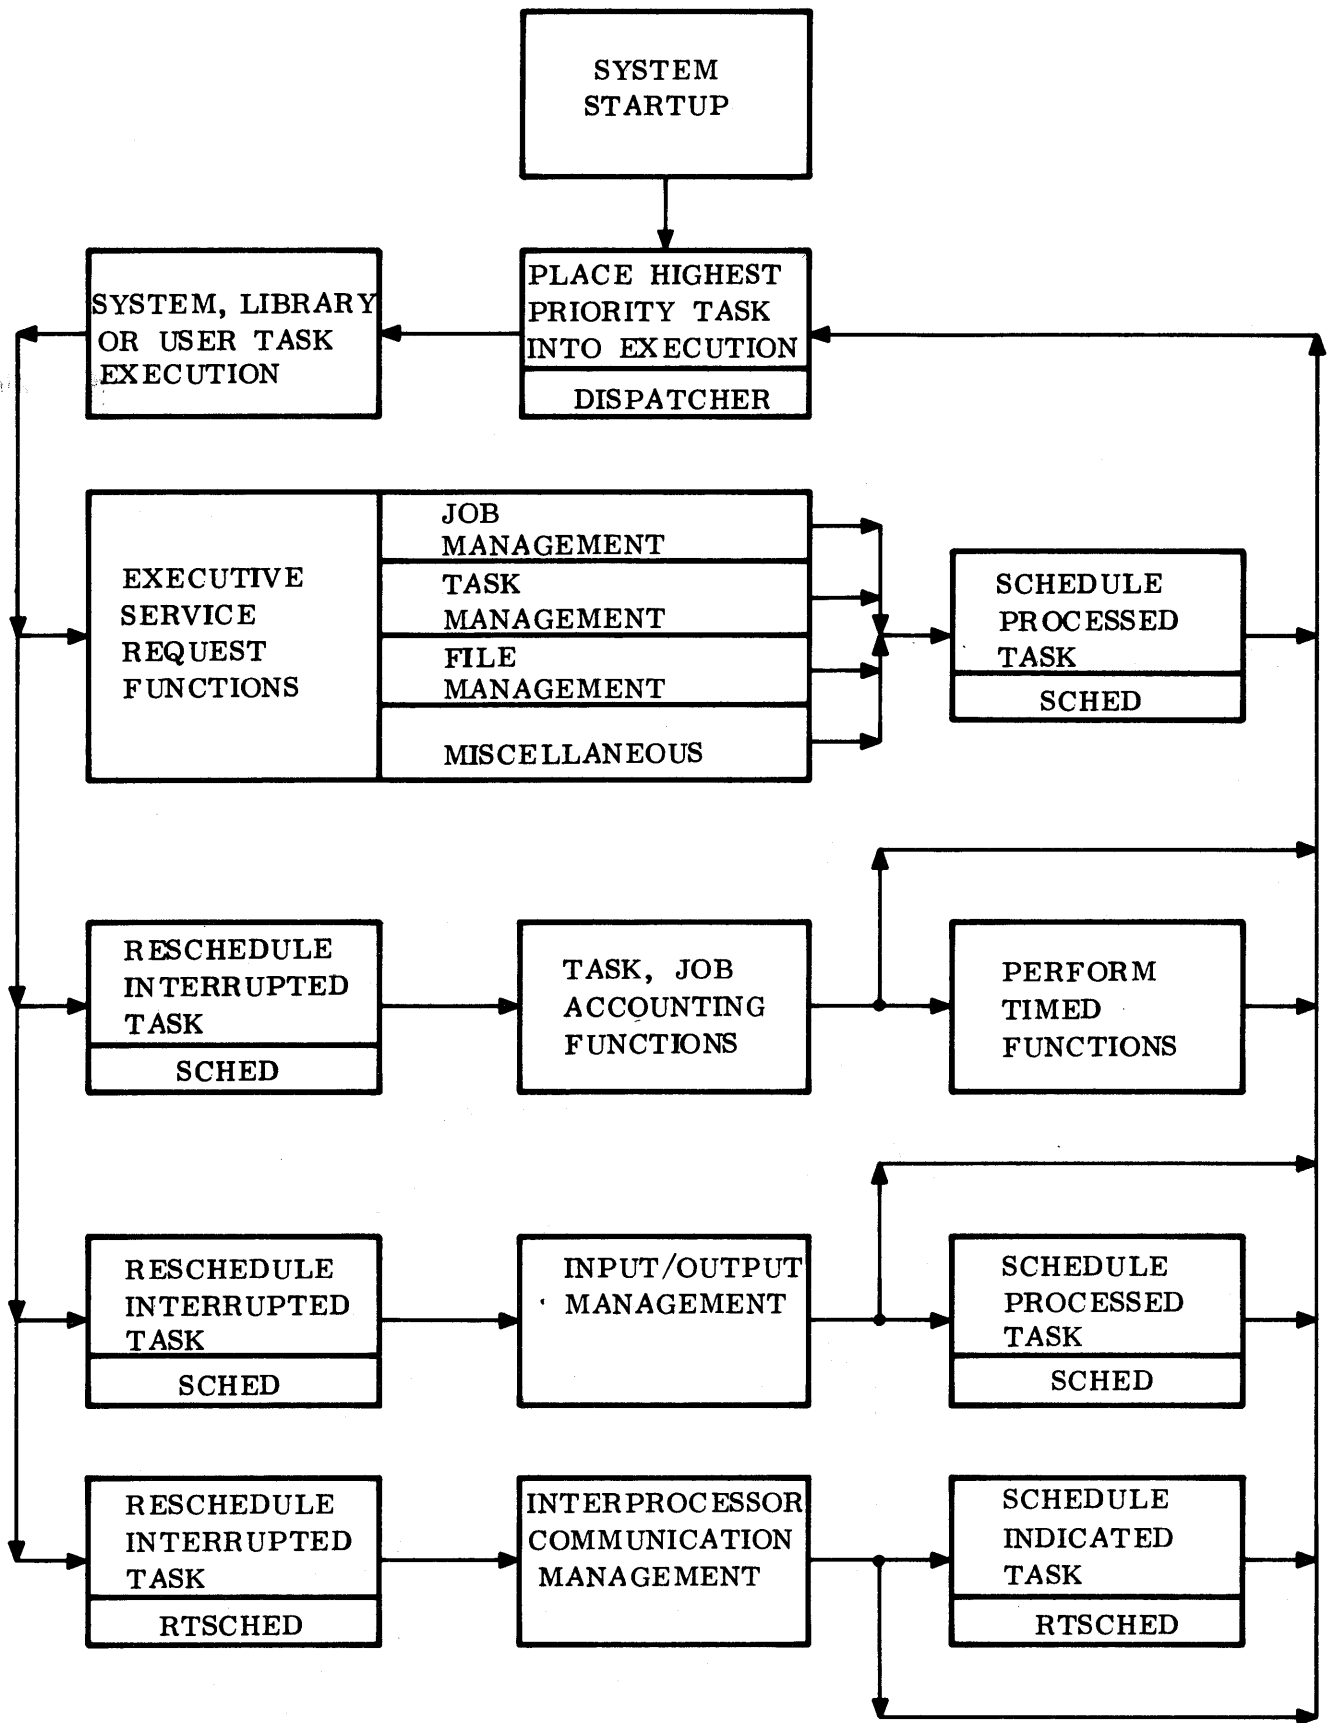 SYSTEM
STARTUP
PLACE HIGHEST
PRIORITY TASK
INTO EXECUTION
DISPATCHER
SYSTEM, LIBRARY
OR USER TASK
EXECUTION
EXECUTIVE
SERVICE
REQUEST
FUNCTIONS
JOB
MANAGEMENT
TASK
MANAGEMENT
FILE
MANAGEMENT
MISCELLANEOUS
SCHEDULE
PROCESSED
TASK
SCHED
RESCHEDULE
INTERRUPTED
TASK
SCHED
TASK, JOB
ACCOUNTING
FUNCTIONS
PERFORM
TIMED
FUNCTIONS
RESCHEDULE
INTERRUPTED
TASK
SCHED
INPUT/OUTPUT
MANAGEMENT
SCHEDULE
PROCESSED
TASK
SCHED
RESCHEDULE
INTERRUPTED
TASK
RTSCHED
INTERPROCESSOR
COMMUNICATION
MANAGEMENT
SCHEDULE
INDICATED
TASK
RTSCHED